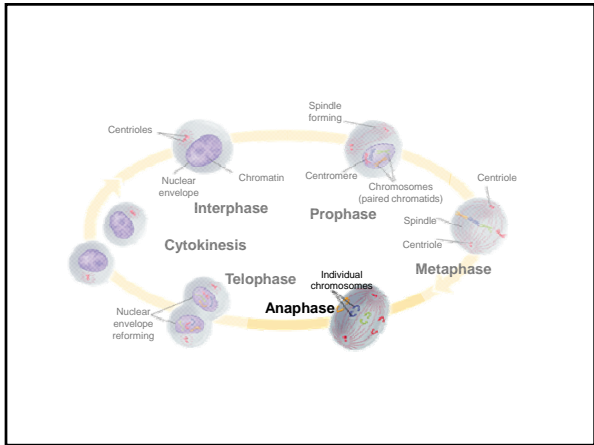 Spindle
forming
Centrioles
Nuclear
envelope
Chromatin
Interphase
Centromere
Chromosomes
(paired chromatids)
Prophase
Centriole
Spindle
Centriole
Metaphase
Cytokinesis
Telophase
Individual
chromosomes
Anaphase
Nuclear
envelope
reforming